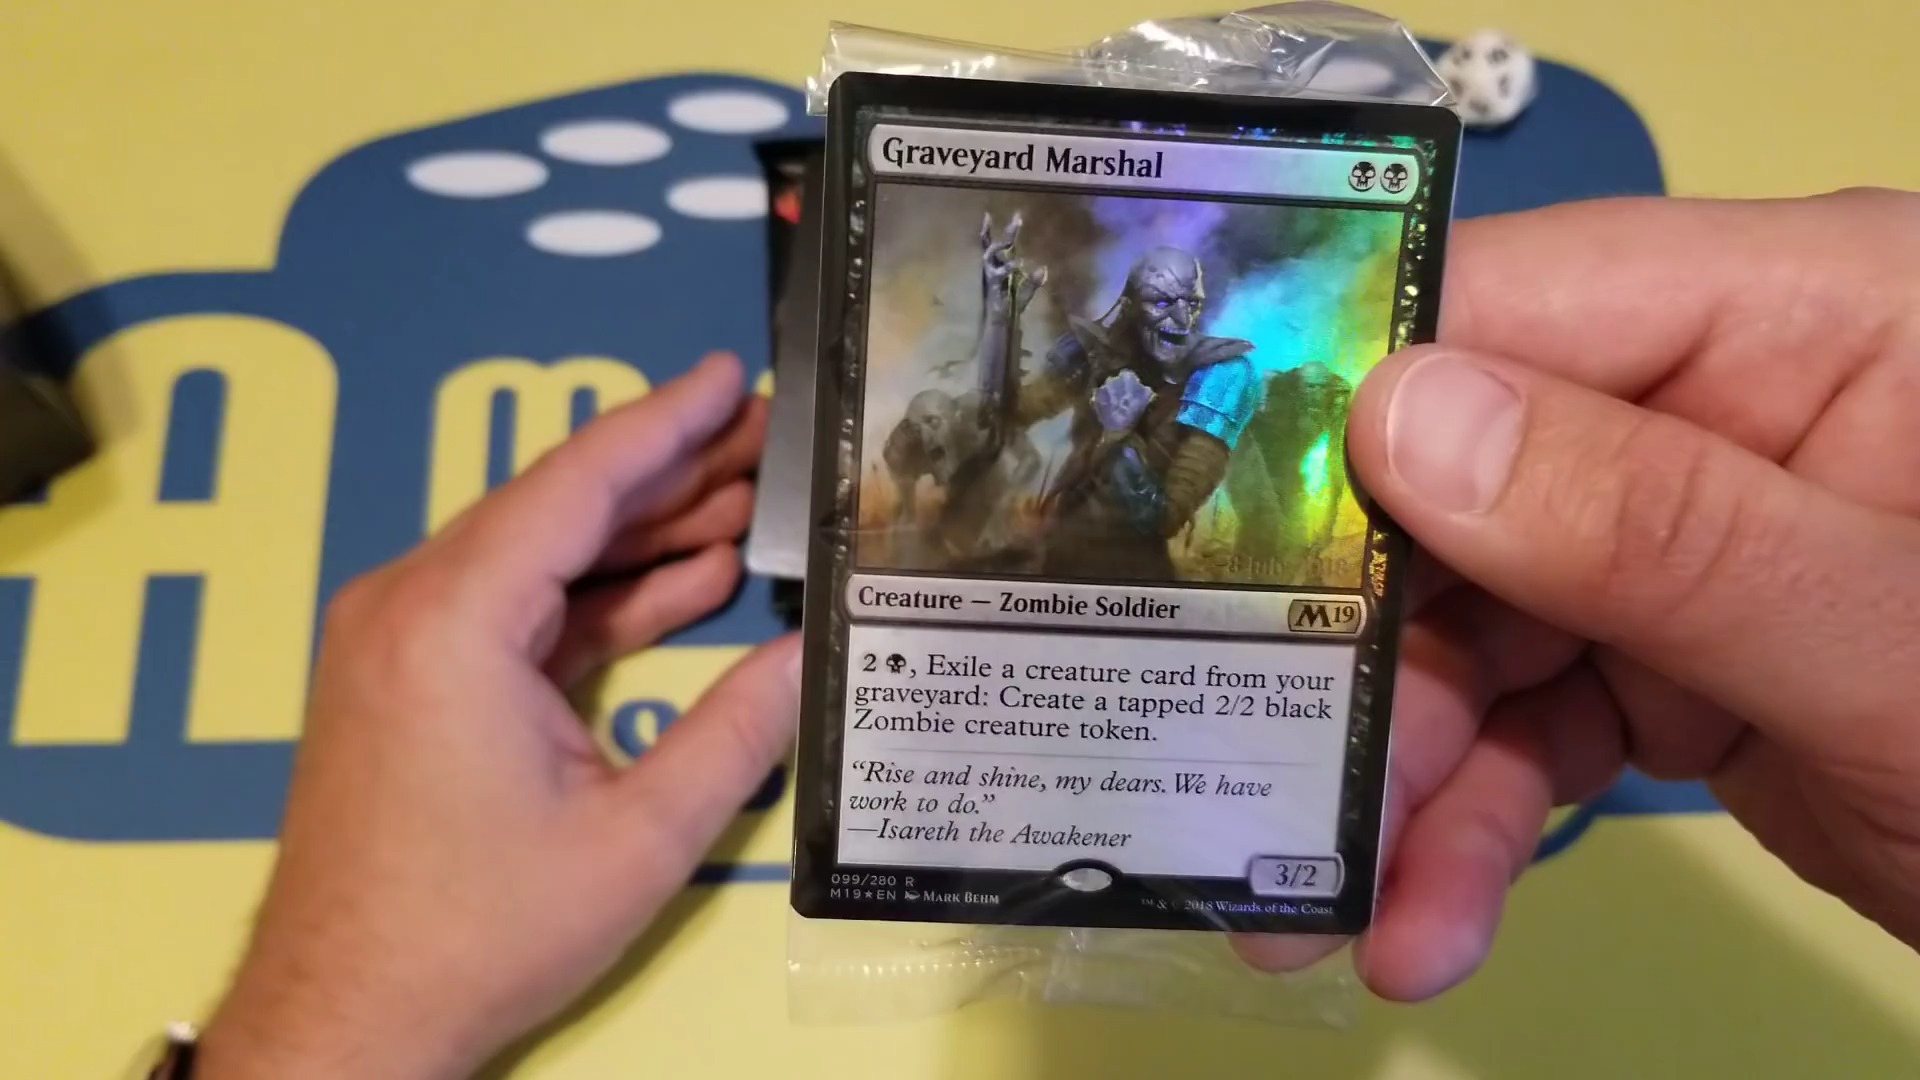 Graveyard Marshal
Creature — Zombie Soldier
M19
2 , Exile a creature card from your
graveyard: Create a tapped 2/2 black
Zombie creature token.
“Rise and shine, my dears. We have
work to do.”
—Isareth the Awakener
3/2
099/280 R
M19★EN MARK BEHM
™ & © 2018 Wizards of the Coast